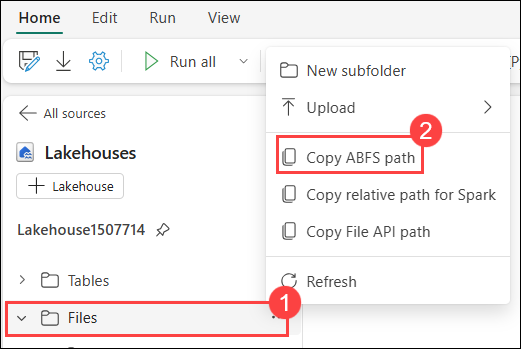 Home Edit Run View
Run all
New subfolder
Upload
2
Copy ABFS path
Copy relative path for Spark
Copy File API path
Refresh
All sources
Lakehouses
Lakehouse
Lakehouse1507714
Tables
1
Files